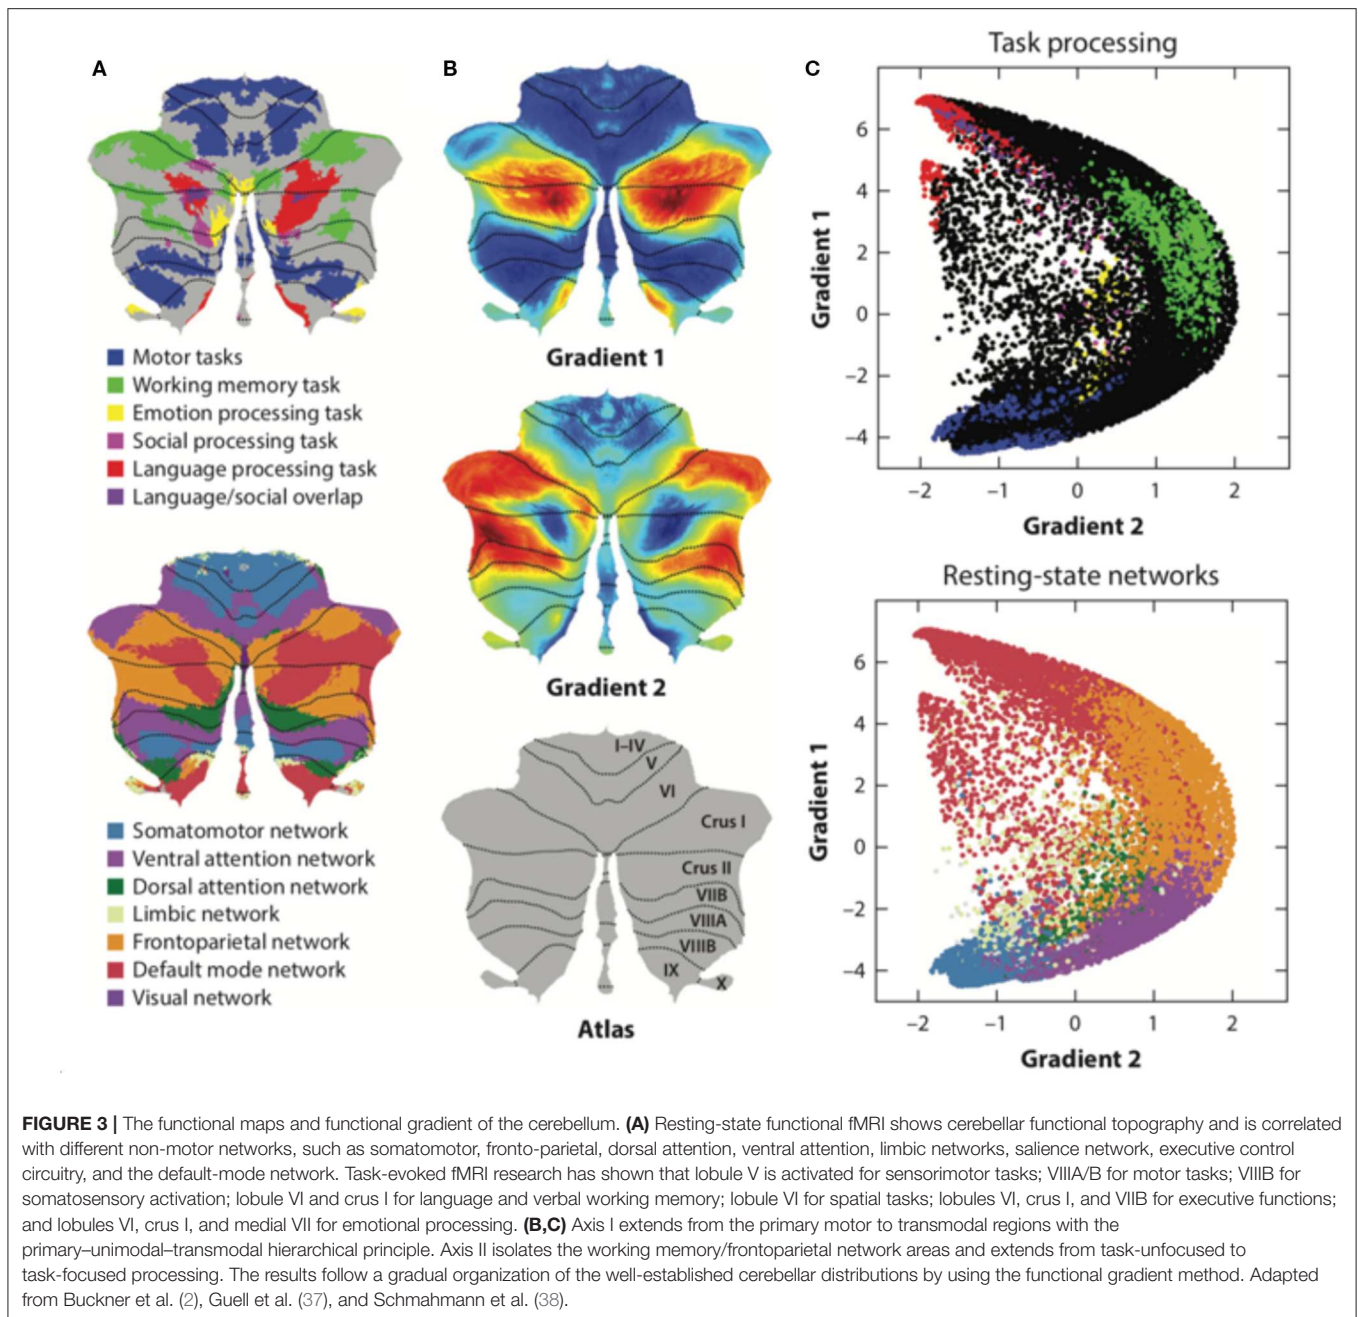 A
Motor tasks
Working memory task
Emotion processing task
Social processing task
Language processing task
Language/social overlap
Somatomotor network
Ventral attention network
Dorsal attention network
Limbic network
Frontoparietal network
Default mode network
Visual network
B
Gradient 1
Gradient 2
I–IV
V
VI
Crus I
Crus II
VIIB
VIIIA
VIIIB
IX
X
Atlas
C
Task processing
Gradient 1
6
4
2
0
−2
−4
−2 −1 0 1 2
Gradient 2
Resting-state networks
Gradient 1
6
4
2
0
−2
−4
−2 −1 0 1 2
Gradient 2
FIGURE 3 | The functional maps and functional gradient of the cerebellum. (A) Resting-state functional fMRI shows cerebellar functional topography and is correlated
with different non-motor networks, such as somatomotor, fronto-parietal, dorsal attention, ventral attention, limbic networks, salience network, executive control
circuitry, and the default-mode network. Task-evoked fMRI research has shown that lobule V is activated for sensorimotor tasks; VIIIA/B for motor tasks; VIIIB for
somatosensory activation; lobule VI and crus I for language and verbal working memory; lobule VI for spatial tasks; lobules VI, crus I, and VIIB for executive functions;
and lobules VI, crus I, and medial VII for emotional processing. (B,C) Axis I extends from the primary motor to transmodal regions with the
primary–unimodal–transmodal hierarchical principle. Axis II isolates the working memory/frontoparietal network areas and extends from task-unfocused to
task-focused processing. The results follow a gradual organization of the well-established cerebellar distributions by using the functional gradient method. Adapted
from Buckner et al. (2), Guell et al. (37), and Schmahmann et al. (38).